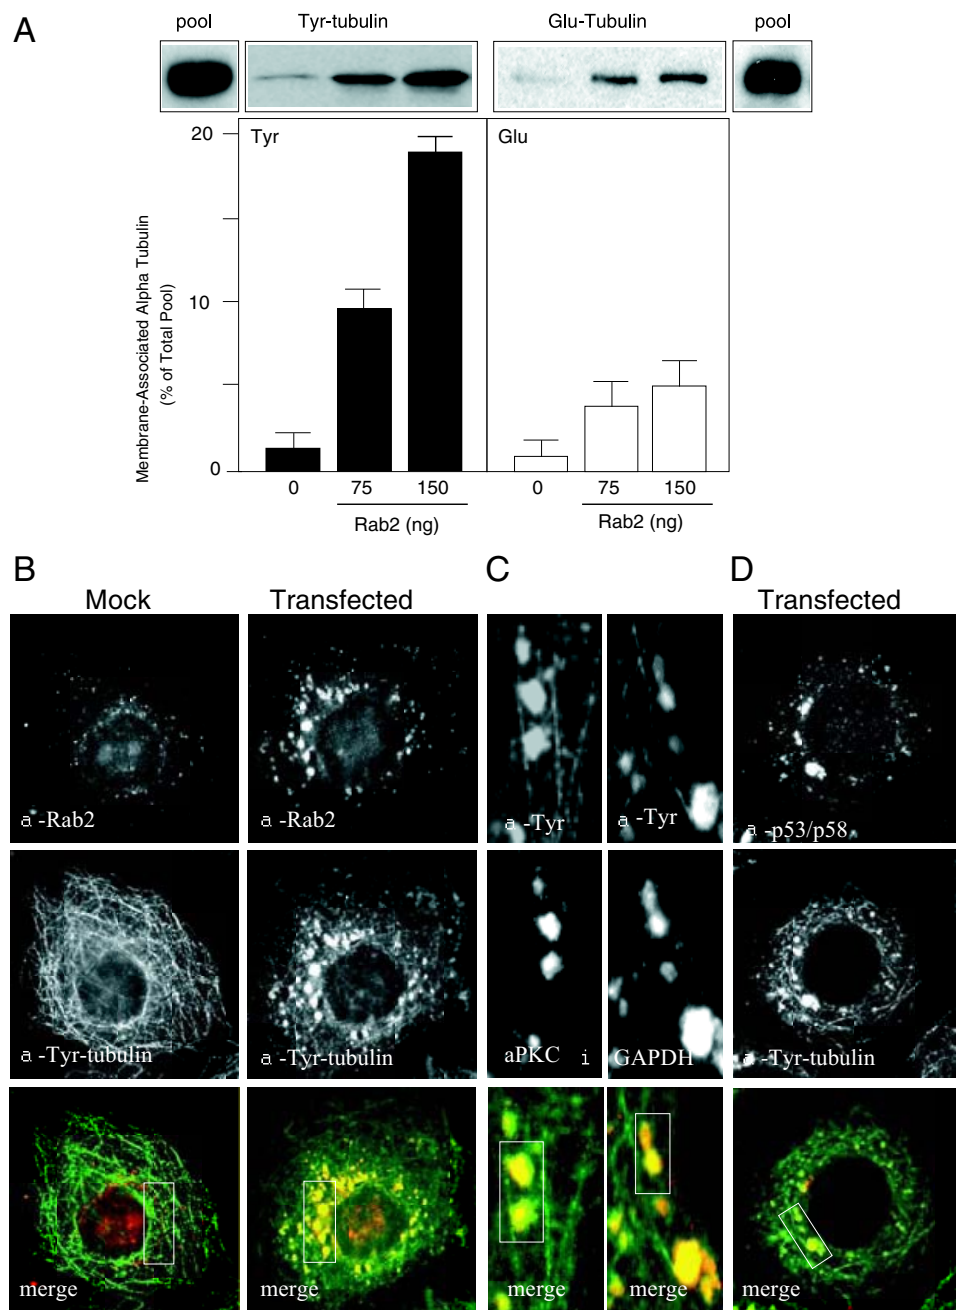 A
pool
Tyr-tubulin
Glu-Tubulin
pool
Membrane-Associated Alpha Tubulin
(% of Total Pool)
20
10
0
Tyr
Glu
0
75
150
0
75
150
Rab2 (ng)
Rab2 (ng)
B
C
D
Mock
Transfected
Transfected
a -Rab2
a -Rab2
a -Tyr
a -Tyr
a -p53/p58
a -Tyr-tubulin
a -Tyr-tubulin
aPKC i
GAPDH
a -Tyr-tubulin
merge
merge
merge
merge
merge